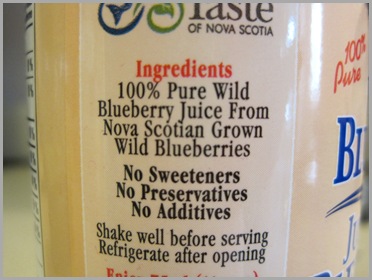 Taste
OF NOVA SCOTIA
Ingredients
100% Pure Wild
Blueberry Juice From
Nova Scotian Grown
Wild Blueberries
No Sweeteners
No Preservatives
No Additives
Shake well before serving
Refrigerate after opening
100%
Pure